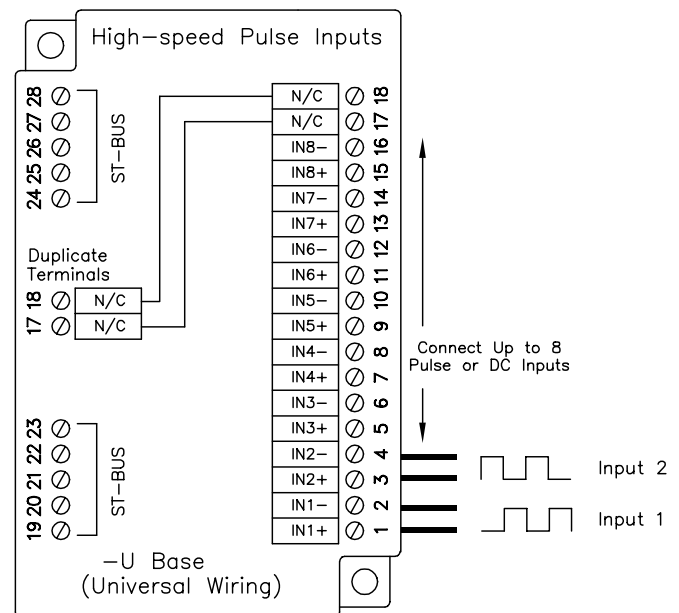 High-speed Pulse Inputs
28
27
26
25
24
ST-BUS
Duplicate
Terminals
18 N/C
17 N/C
23
22
21
20
19
ST-BUS
N/C 18
N/C 17
IN8- 16
IN8+ 15
IN7- 14
IN7+ 13
IN6- 12
IN6+ 11
IN5- 10
IN5+ 9
IN4- 8
IN4+ 7
IN3- 6
IN3+ 5
IN2- 4
IN2+ 3
IN1- 2
IN1+ 1
Connect Up to 8
Pulse or DC Inputs
Input 2
Input 1
-U Base
(Universal Wiring)